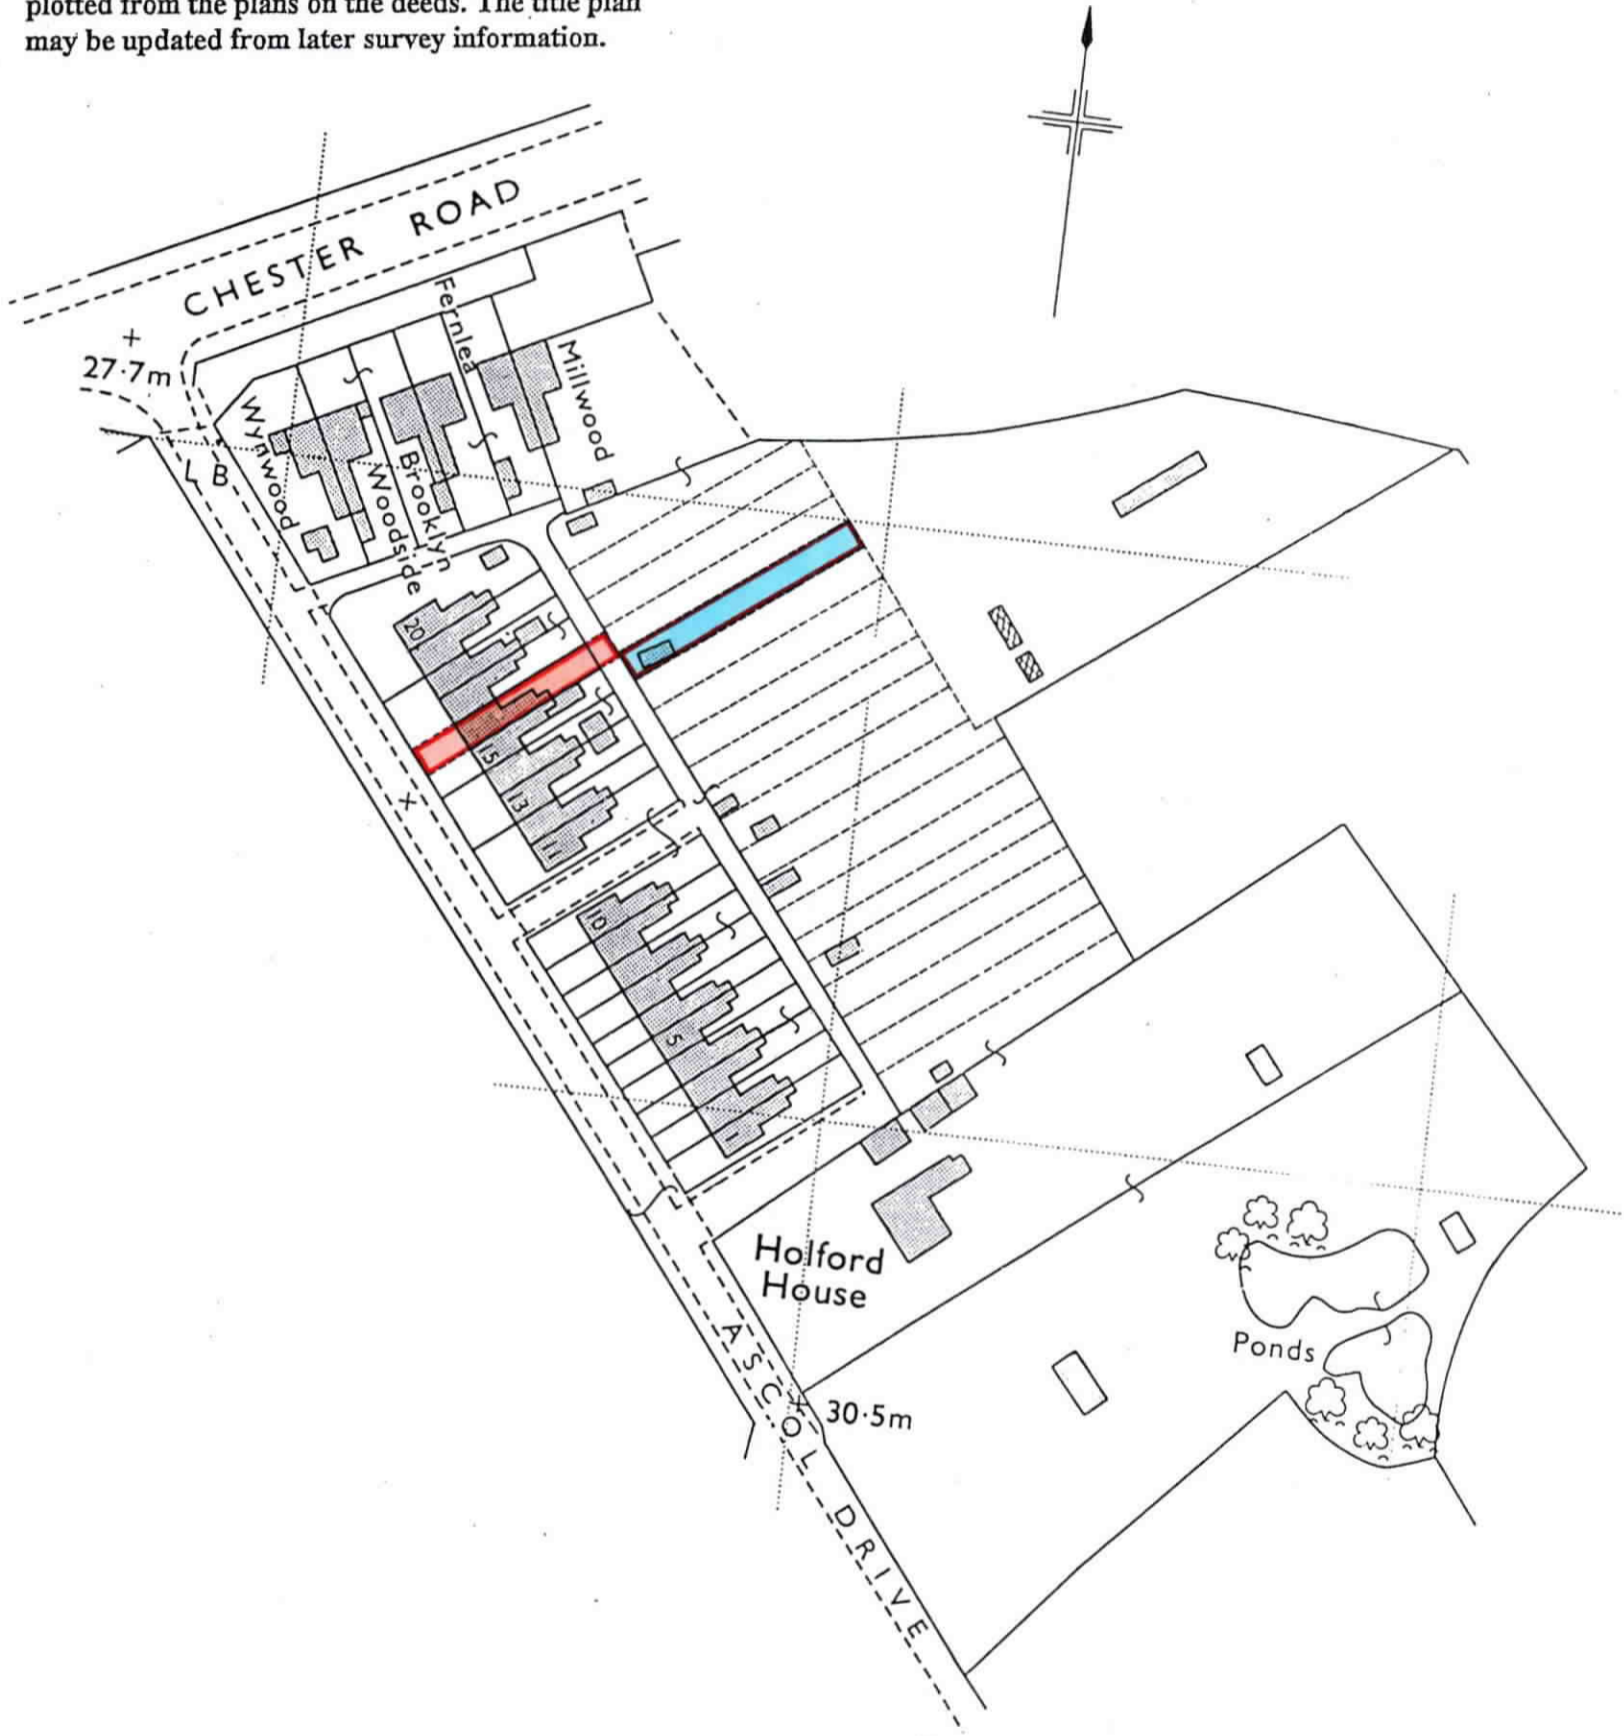 plotted from the plans on the deeds. The title plan
may be updated from later survey information.
CHESTER ROAD
27·7m
L B
Wynwood
Woodside
Brooklyn
Fernlea
Millwood
20
15
13
11
10
5
1
Holford
House
ASCOL DRIVE
30·5m
Ponds